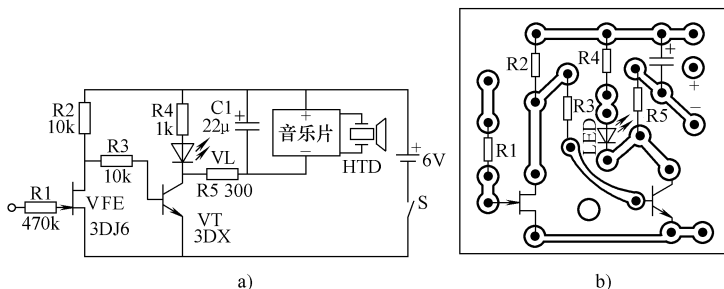 R2
10k
R4
1k
C1
22μ
音乐片
+
−
HTD
+
6V
S
R3
10k
VL
R5 300
R1
470k
VFE
3DJ6
VT
3DX
a)
R2
R4
+
R3
LED
R5
+
−
R1
b)